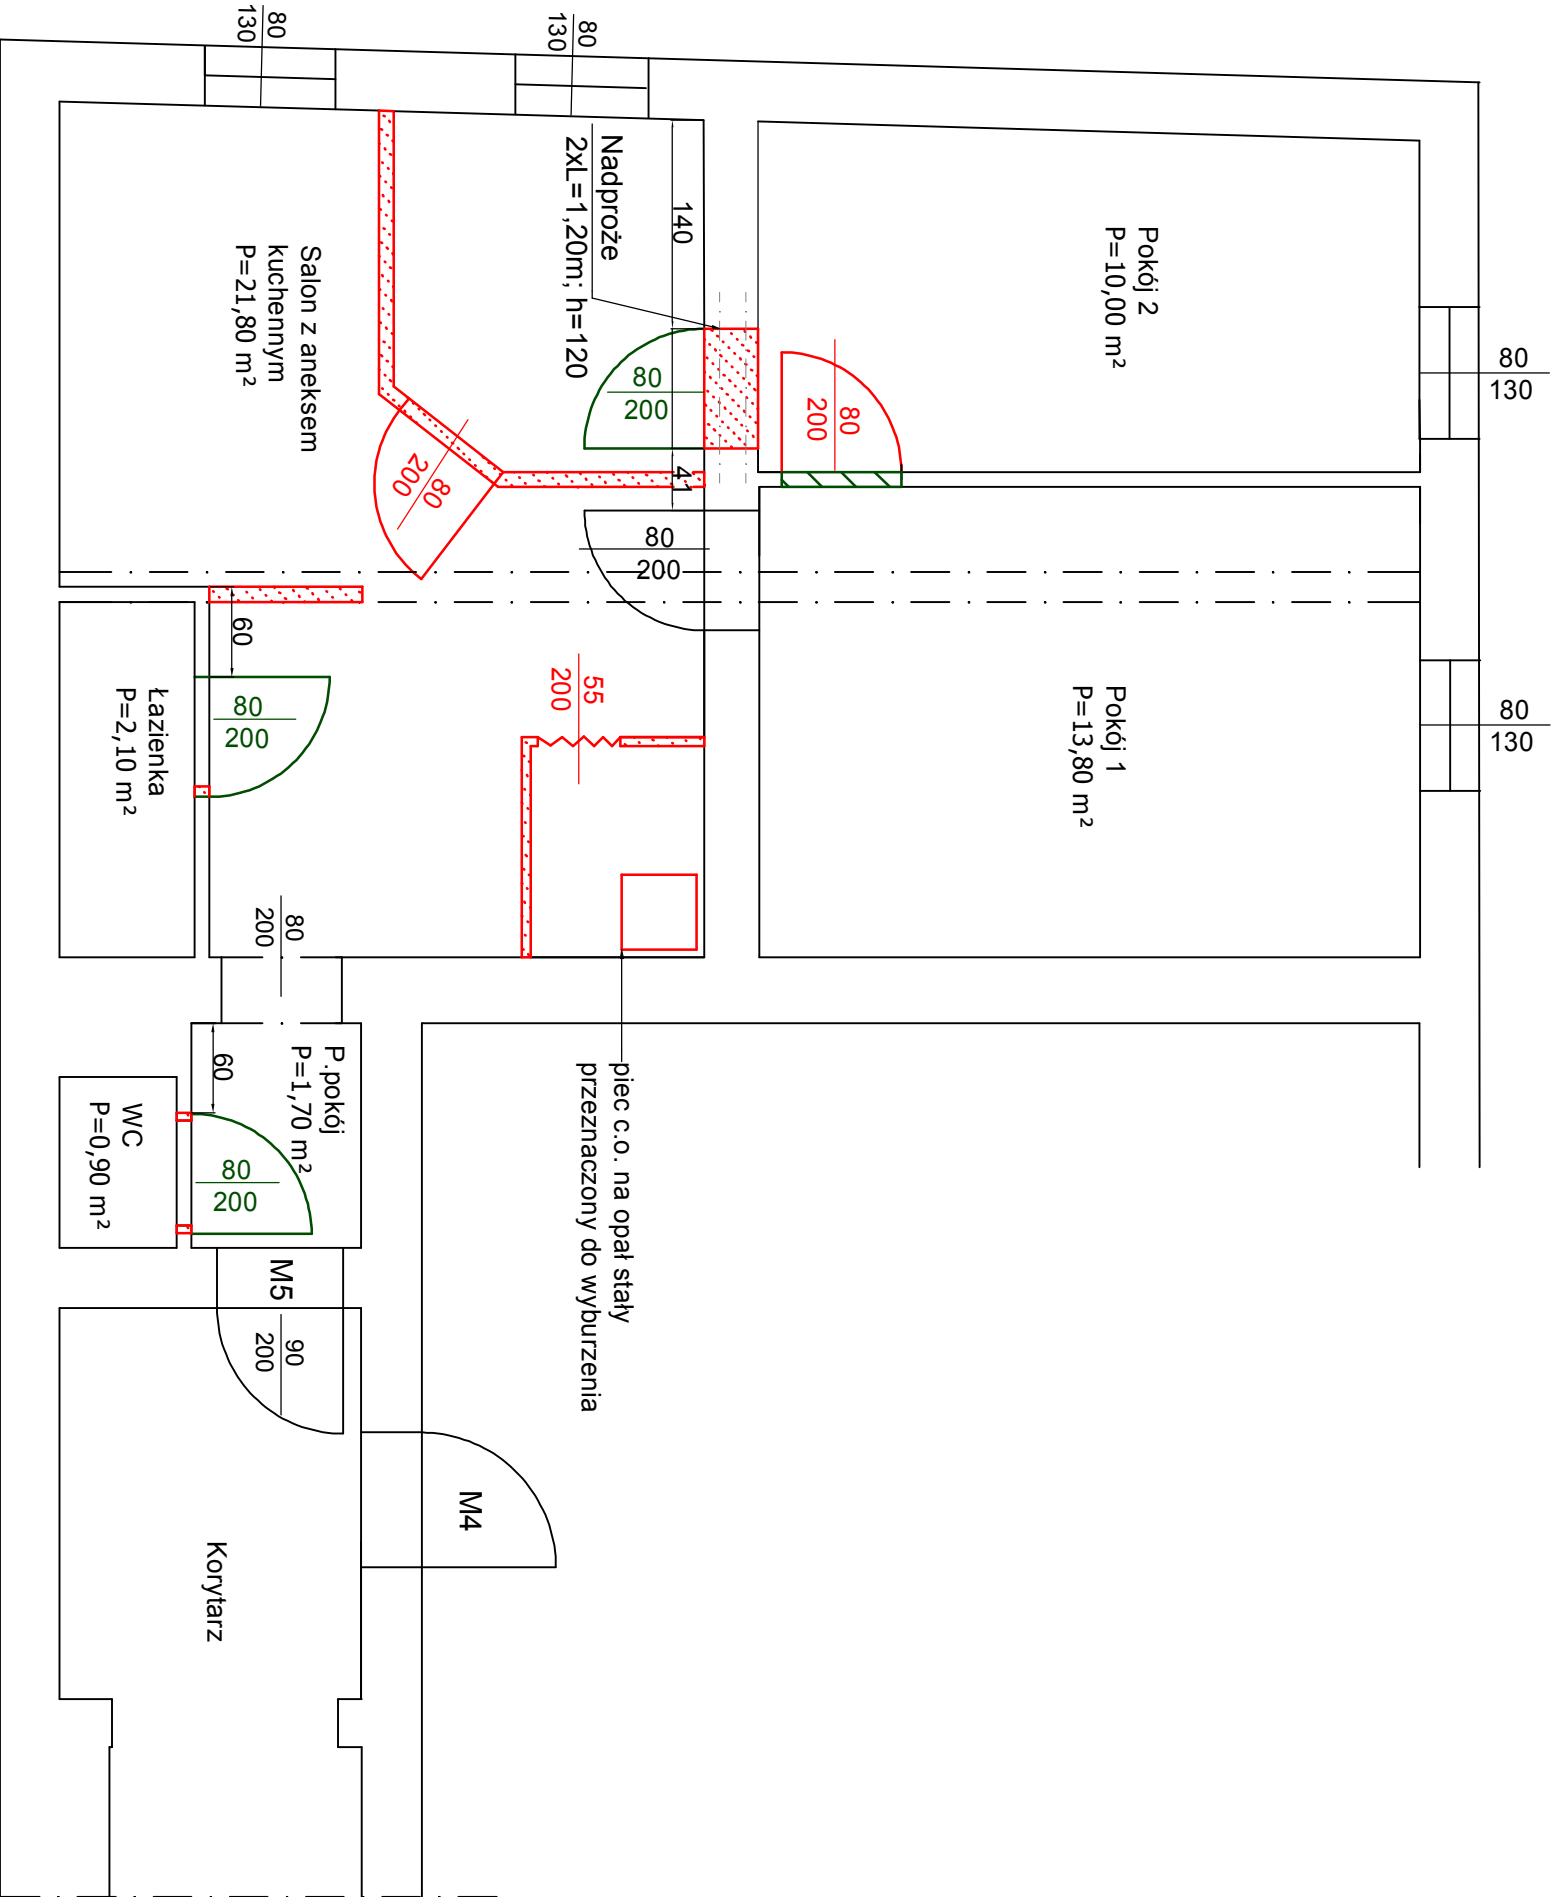 80
130
80
130
Nadproże
2xL=1,20m; h=120
140
Pokój 2
P=10,00 m²
80
130
Salon z aneksem
kuchennym
P=21,80 m²
80
200
80
200
80
200
41
80
200
60
80
200
Łazienka
P=2,10 m²
55
200
Pokój 1
P=13,80 m²
80
130
80
200
60
P.pokój
P=1,70 m²
WC
P=0,90 m²
80
200
piec c.o. na opał stały
przeznaczony do wyburzenia
M5
90
200
M4
Korytarz